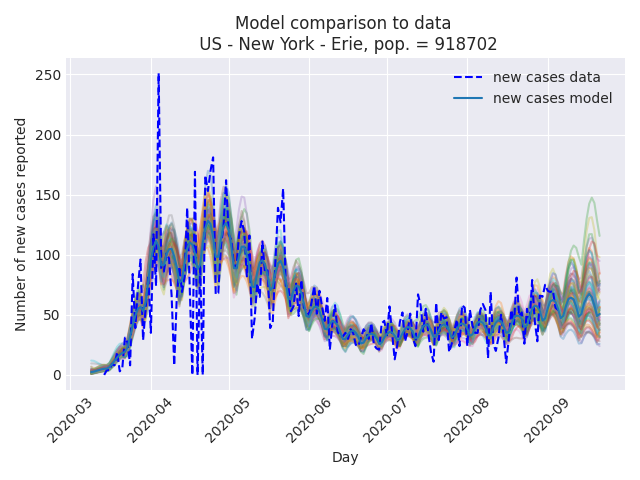 Model comparison to data
US - New York - Erie, pop. = 918702
new cases data
new cases model
Number of new cases reported
250
200
150
100
50
0
2020-03
2020-04
2020-05
2020-06
2020-07
2020-08
2020-09
Day